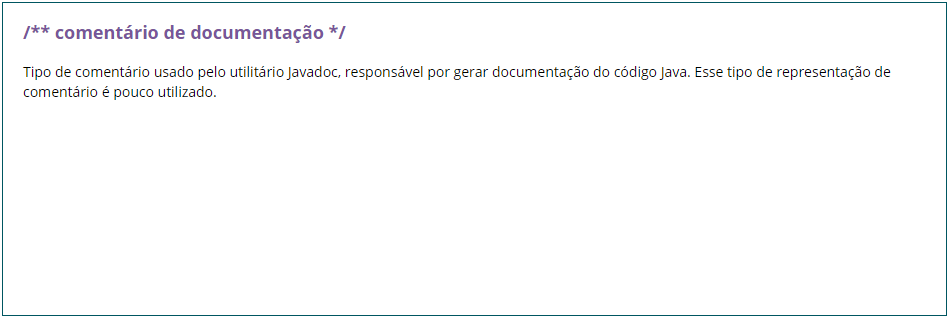 /** comentário de documentação */
Tipo de comentário usado pelo utilitário Javadoc, responsável por gerar documentação do código Java. Esse tipo de representação de
comentário é pouco utilizado.